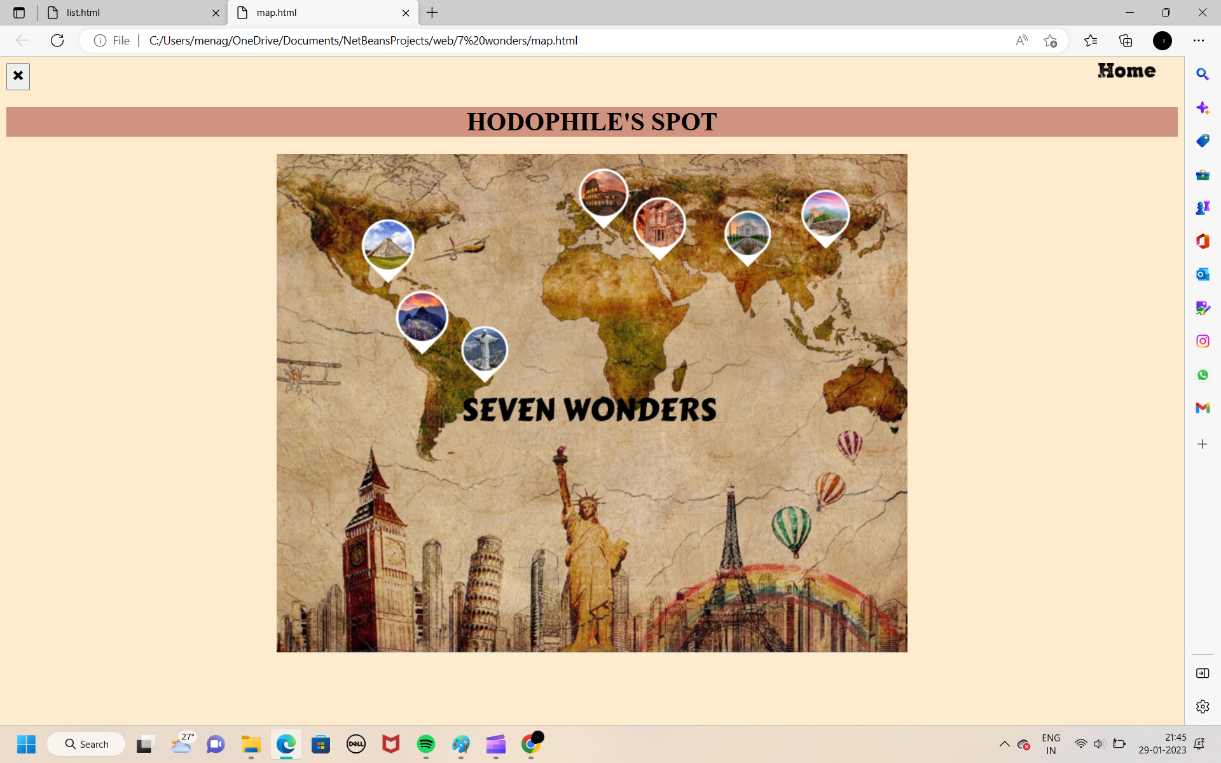 list.html
map.html
File
C:/Users/menag/OneDrive/Documents/NetBeansProjects/web/7%20wonders/map.html
Home
HODOPHILE'S SPOT
SEVEN WONDERS
Search
27°
DELL
ENG
IN
21:45
29-01-2023